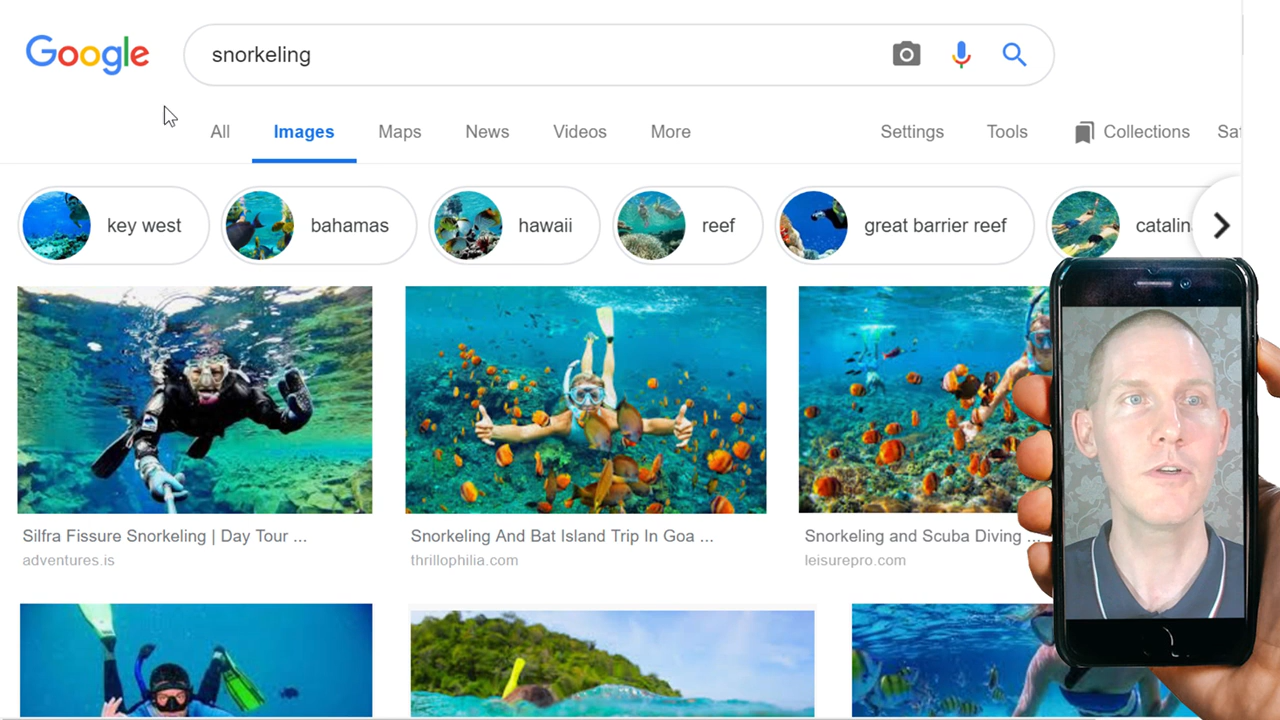 Google
snorkeling
All Images Maps News Videos More Settings Tools Collections
key west bahamas hawaii reef great barrier reef catalin
Silfra Fissure Snorkeling | Day Tour ... Snorkeling And Bat Island Trip In Goa ... Snorkeling and Scuba Diving ...
adventures.is thrillophilia.com leisurepro.com